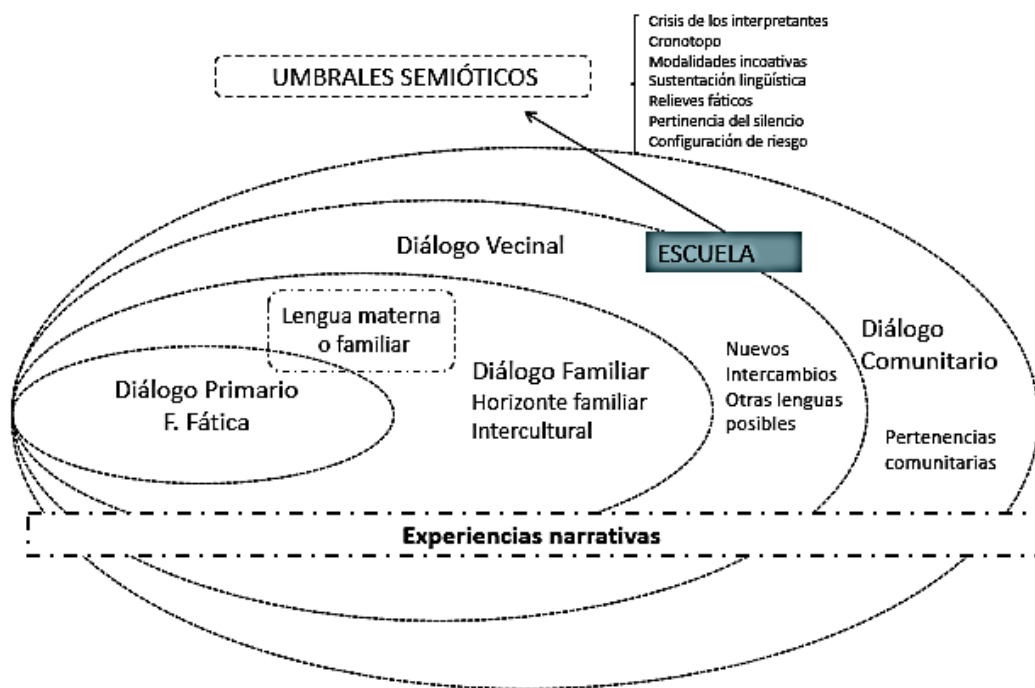 Crisis de los interpretantes
Cronotopo
Modalidades incoativas
Sustentación lingüística
Relieves fáticos
Pertinencia del silencio
Configuración de riesgo
UMBRALES SEMIÓTICOS
Diálogo Vecinal
ESCUELA
Lengua materna
o familiar
Diálogo Primario
F. Fática
Diálogo Familiar
Horizonte familiar
Intercultural
Nuevos
Intercambios
Otras lenguas
posibles
Diálogo
Comunitario
Pertenencias
comunitarias
Experiencias narrativas